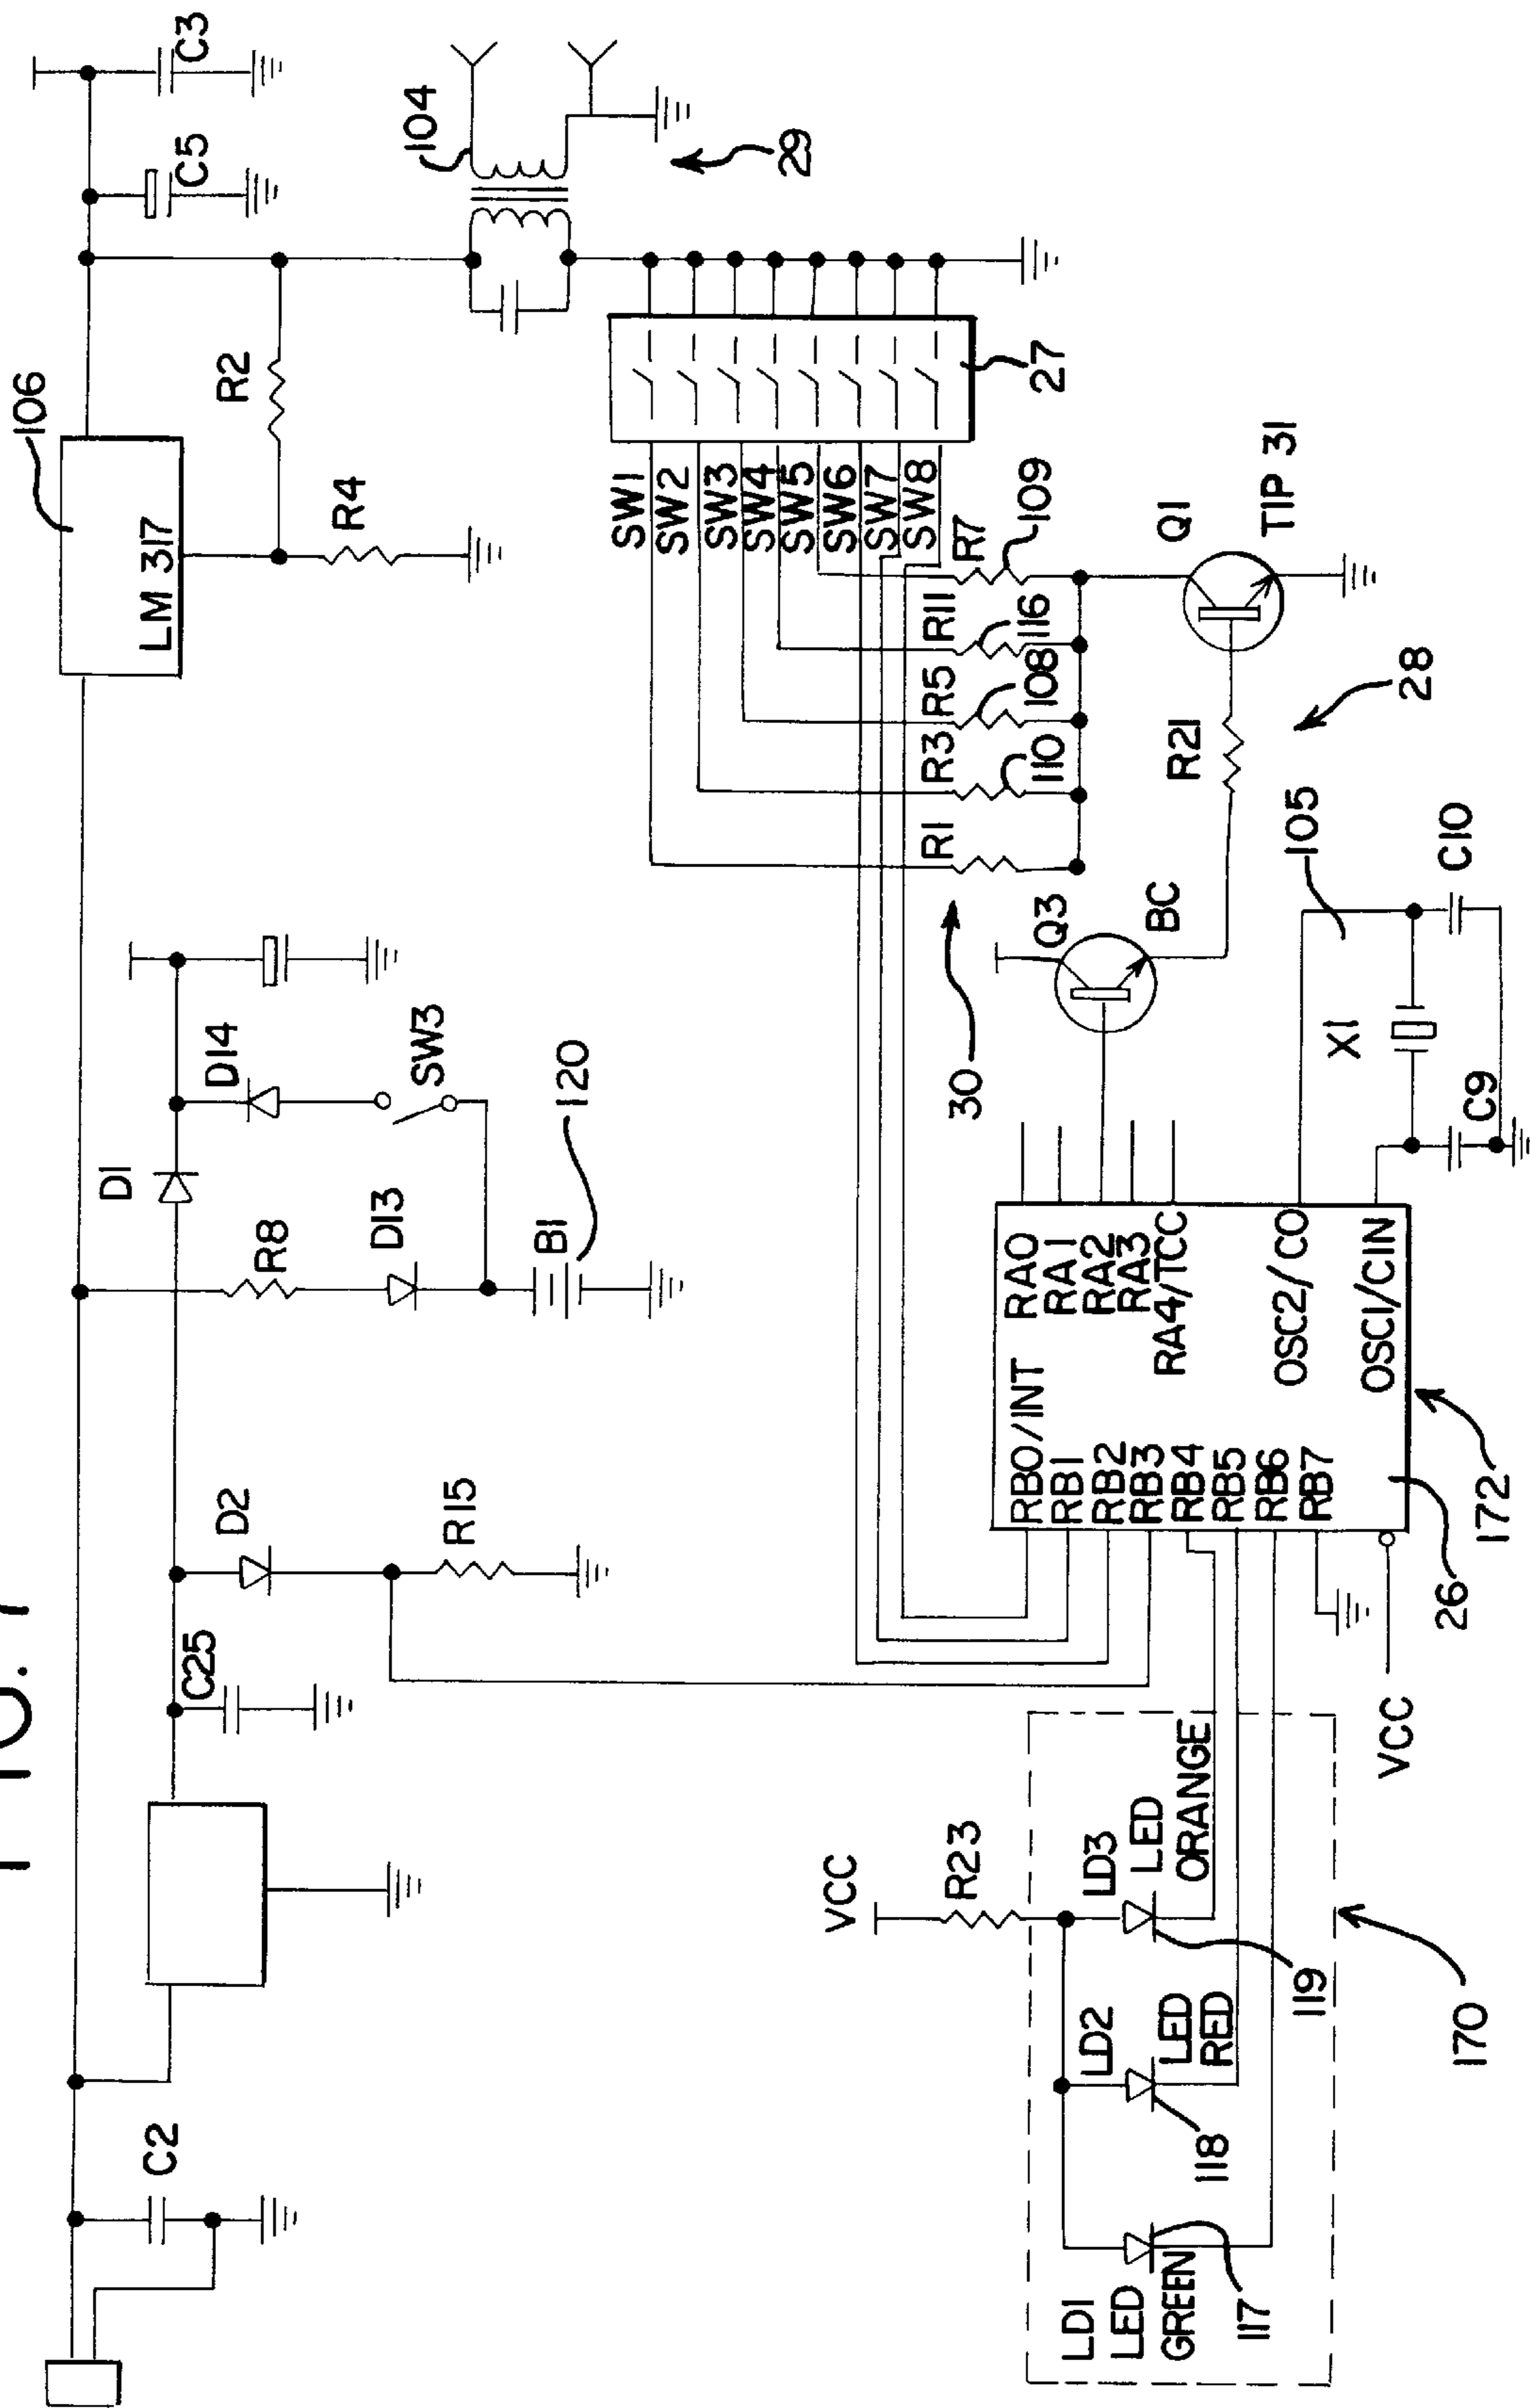 FIG. 7
C2
C25
D2
R15
D1
R8
D13
B1
120
D14
SW3
106
LM 317
R2
R4
C5
C3
104
29
SW1
SW2
SW3
SW4
SW5
SW6
SW7
SW8
27
R1
R3
R5
R11
R7
110
108
116
109
30
Q3
BC
R21
Q1
TIP 31
28
RB0/INT
RB1
RB2
RB3
RB4
RB5
RB6
RB7
RA0
RA1
RA2
RA3
RA4/TCC
OSC2/CO
OSC1/CIN
105
X1
C9
C10
VCC
26
172
VCC
R23
LD1
LED
GREEN
117
LD2
LED
RED
118
LD3
LED
ORANGE
119
170